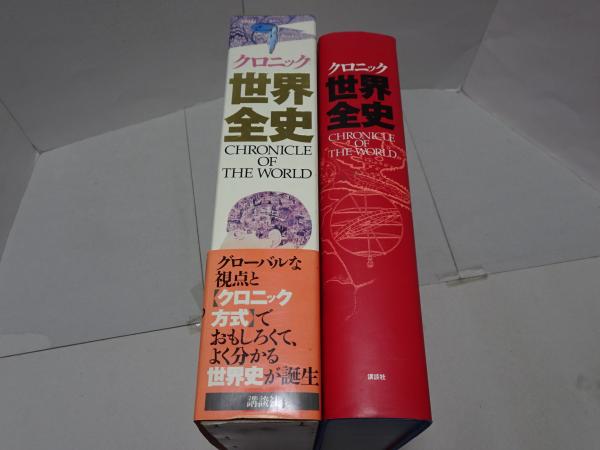 クロニック
世界
全史
CHRONICLE
OF
THE WORLD
グローバルな
視点と
【クロニック
方式】で
おもしろくて、
よく分かる
世界史が誕生
講談社
クロニック
世界
全史
CHRONICLE
OF
THE WORLD
講談社